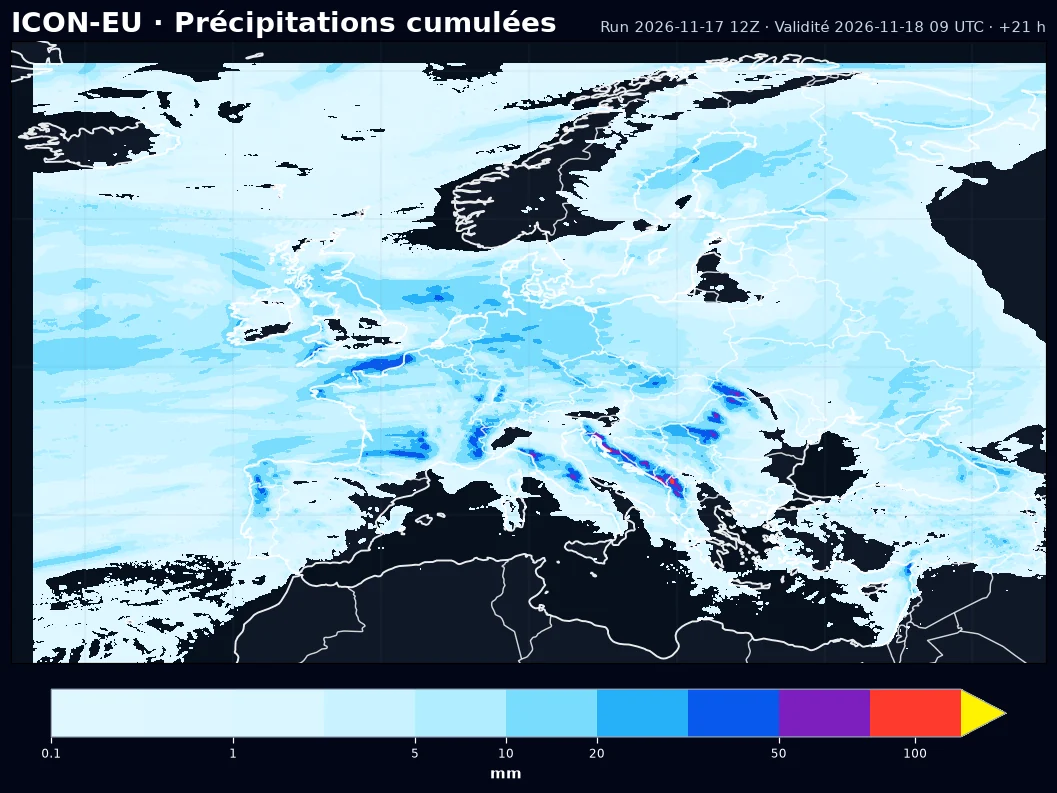 ICON-EU · Précipitations cumulées
Run 2026-11-17 12Z · Validité 2026-11-18 09 UTC · +21 h
0.1 1 5 10 20 50 100
mm